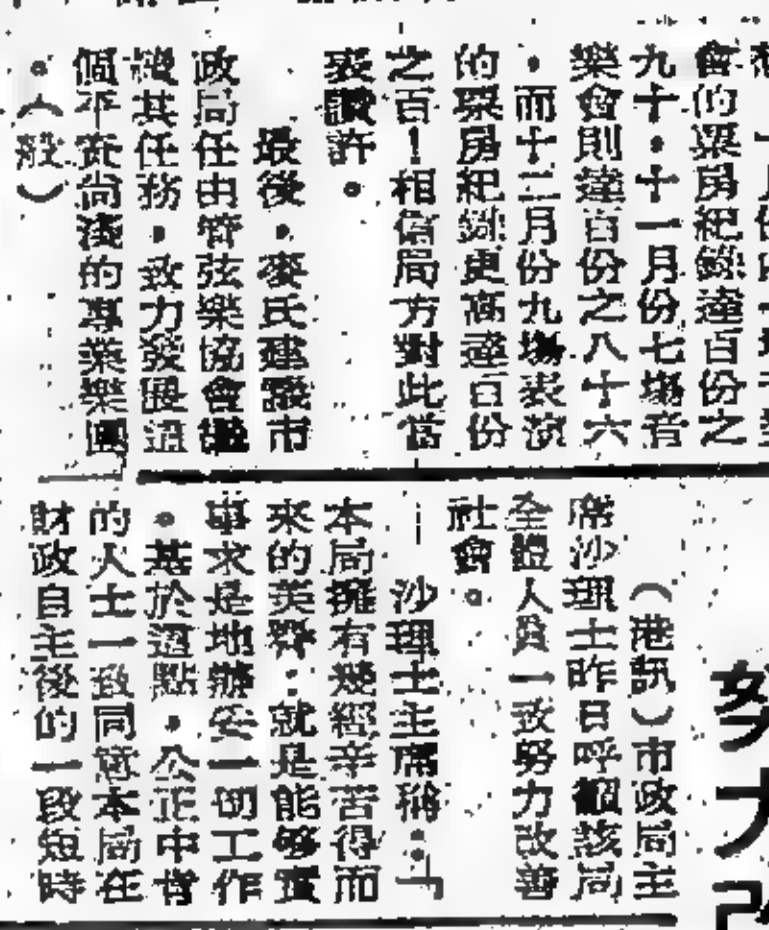 會的票房紀錄達百份之
九十。十一月份七場音
樂會則達百份之八十六
。而十二月份九場表演
的票房紀錄更高達百份
之百！相信局方對此當
表讚許。
最後，麥氏建議市
政局任由管弦樂協會繼
續其任務，致力發展這
個平資尚淺的專業樂團
。（殷）
（港訊）市政局主
席沙理士昨日呼籲該局
全體人員一致努力改善
社會。
沙理士主席稱：「
本局擁有幾經辛苦得而
來的美譽：就是能够實
事求是地辦妥一切工作
。基於這點，公正中肯
的人士一致同意本局在
財政自主後的一段短時